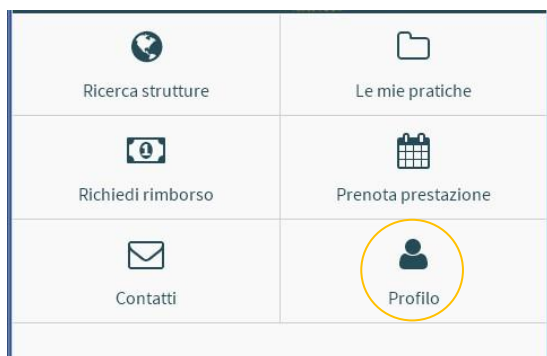 Ricerca strutture
Le mie pratiche
Richiedi rimborso
Prenota prestazione
Contatti
Profilo